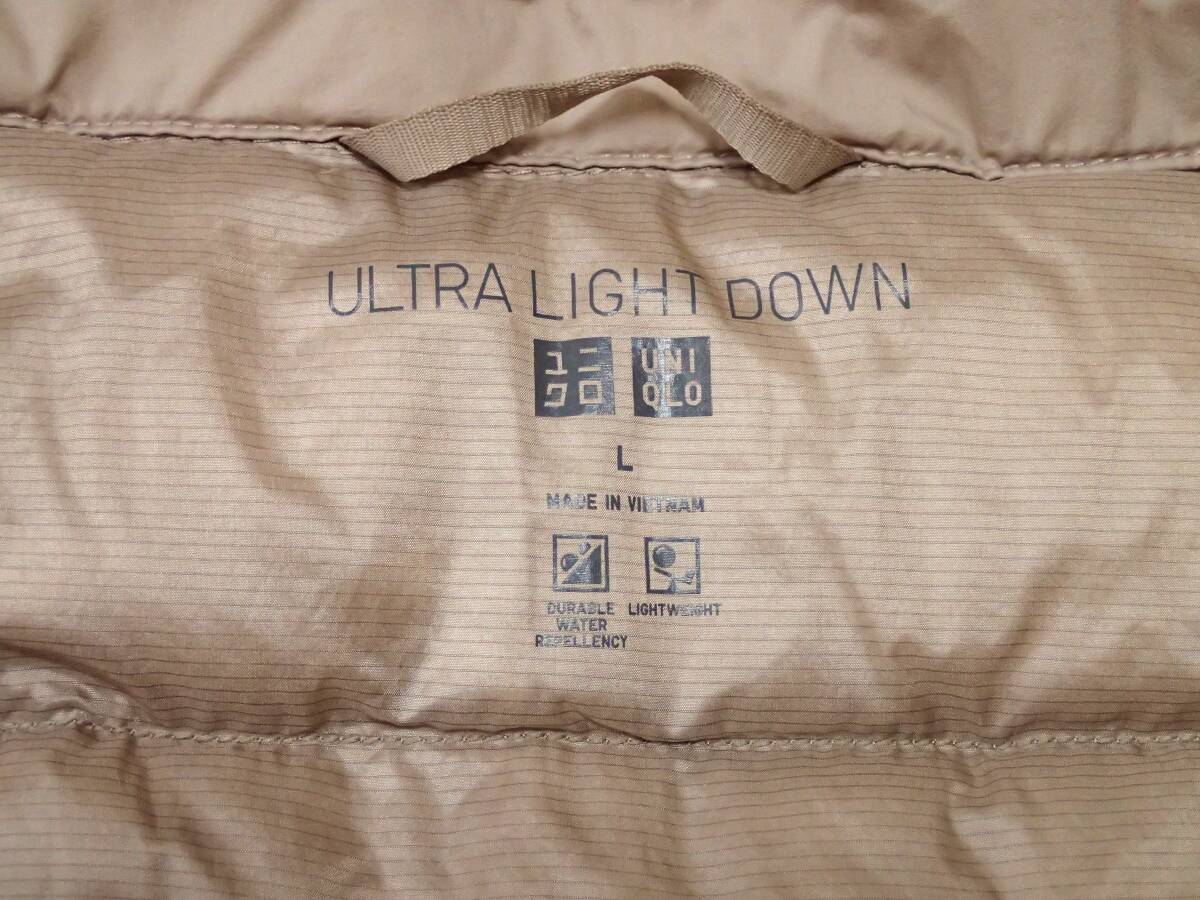 ULTRA LIGHT DOWN
ユニ
クロ
UNI
QLO
L
MADE IN VIETNAM
DURABLE
WATER
REPELLENCY
LIGHTWEIGHT